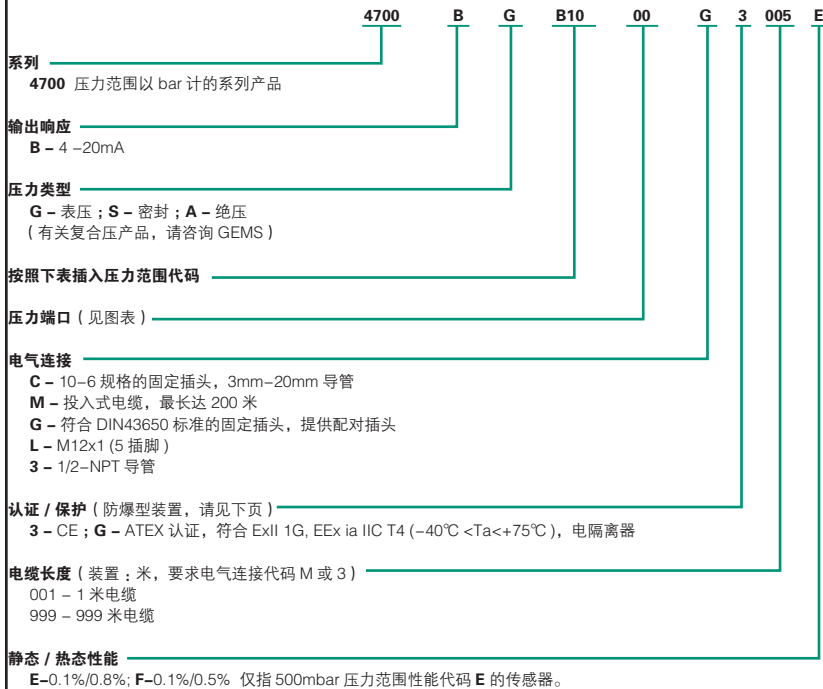 4700 B G B10 00 G 3 005 E
系列
4700 压力范围以 bar 计的系列产品
输出响应
B – 4 –20mA
压力类型
G – 表压 ; S – 密封 ; A – 绝压
( 有关复合压产品，请咨询 GEMS )
按照下表插入压力范围代码
压力端口 ( 见图表 )
电气连接
C – 10–6 规格的固定插头，3mm–20mm 导管
M – 投入式电缆，最长达 200 米
G – 符合 DIN43650 标准的固定插头，提供配对插头
L – M12x1 (5 插脚 )
3 – 1/2–NPT 导管
认证 / 保护 ( 防爆型装置，请见下页 )
3 – CE ; G – ATEX 认证，符合 ExII 1G, EEx ia IIC T4 (–40℃ <Ta<+75℃ )，电隔离器
电缆长度 ( 装置 : 米，要求电气连接代码 M 或 3 )
001 – 1 米电缆
999 – 999 米电缆
静态 / 热态性能
E–0.1%/0.8%; F–0.1%/0.5% 仅指 500mbar 压力范围性能代码 E 的传感器。